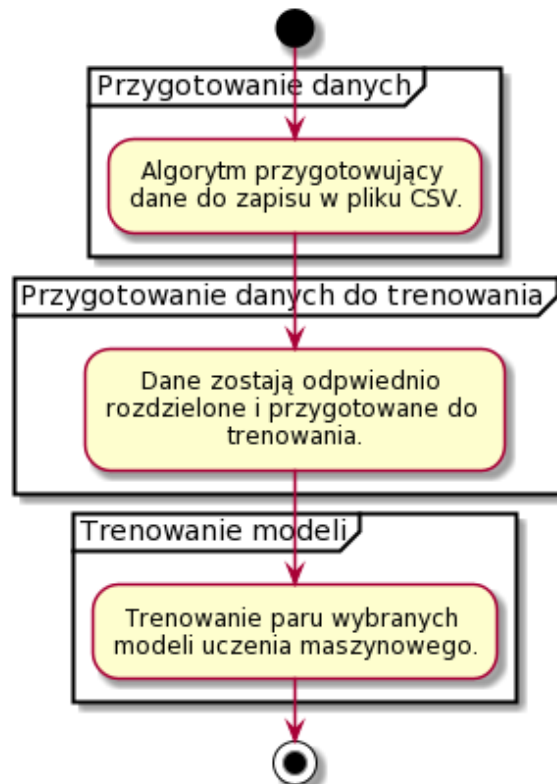 Przygotowanie danych
Algorytm przygotowujący
dane do zapisu w pliku CSV.
Przygotowanie danych do trenowania
Dane zostają odpwiednio
rozdzielone i przygotowane do
trenowania.
Trenowanie modeli
Trenowanie paru wybranych
modeli uczenia maszynowego.